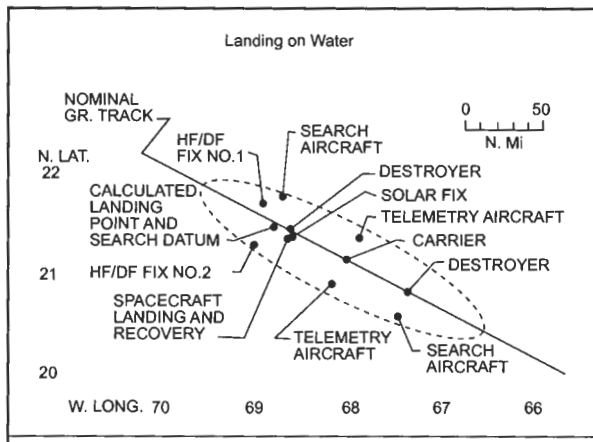 Landing on Water
NOMINAL
GR. TRACK
0 50
N. Mi
HF/DF
FIX NO.1
SEARCH
AIRCRAFT
N. LAT.
22
DESTROYER
SOLAR FIX
CALCULATED
LANDING
POINT AND
SEARCH DATUM
TELEMETRY AIRCRAFT
CARRIER
DESTROYER
21
HF/DF FIX NO.2
SPACECRAFT
LANDING AND
RECOVERY
TELEMETRY
AIRCRAFT
SEARCH
AIRCRAFT
20
W. LONG. 70 69 68 67 66